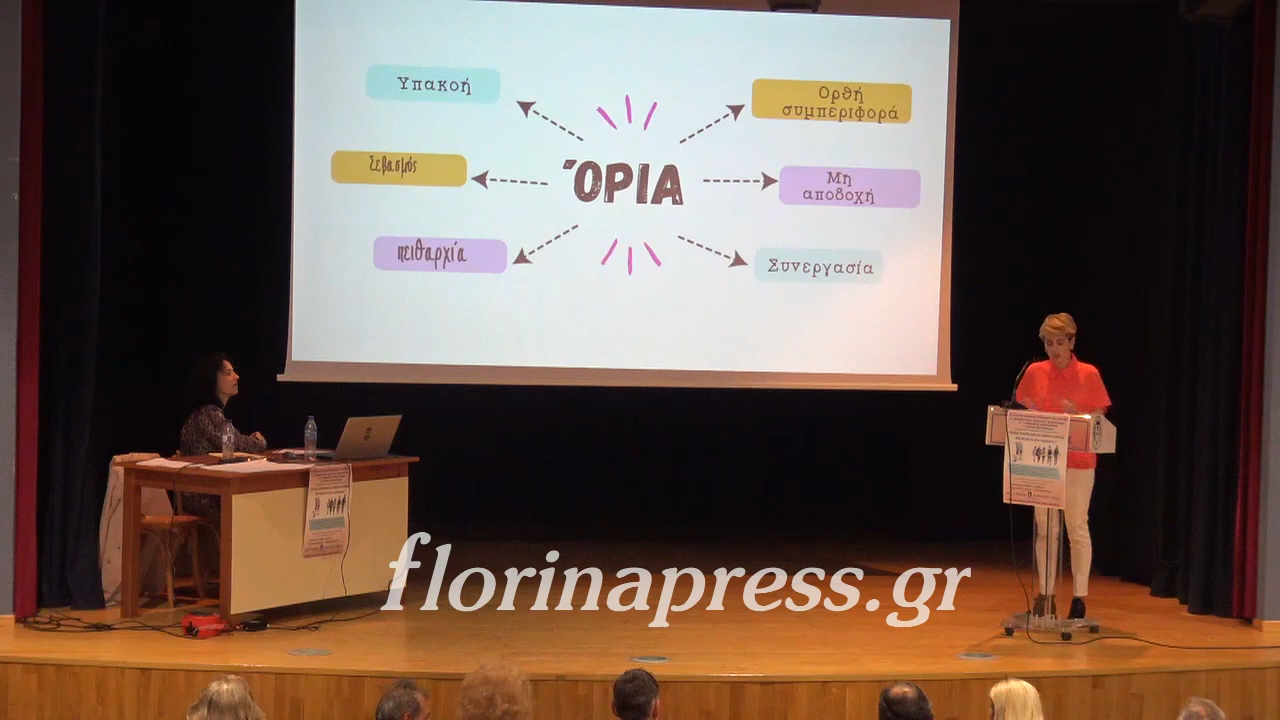 Υπακοή
Ορθή
συμπεριφορά
Σεβασμός
΄ΌΡΙΑ
Μη
αποδοχή
πειθαρχία
Συνεργασία
florinapress.gr